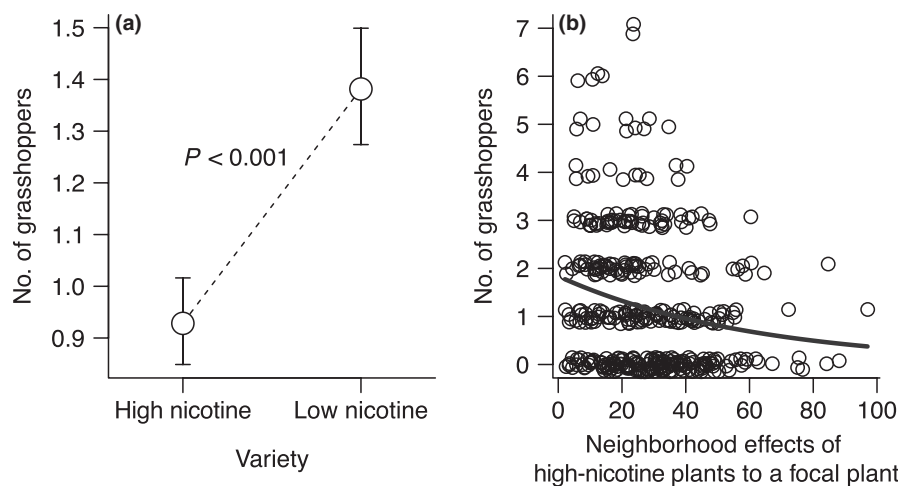 (a)
No. of grasshoppers
1.5
1.4
1.3
1.2
1.1
1.0
0.9
P < 0.001
High nicotine
Low nicotine
Variety
(b)
No. of grasshoppers
7
6
5
4
3
2
1
0
0
20
40
60
80
100
Neighborhood effects of
high-nicotine plants to a focal plant